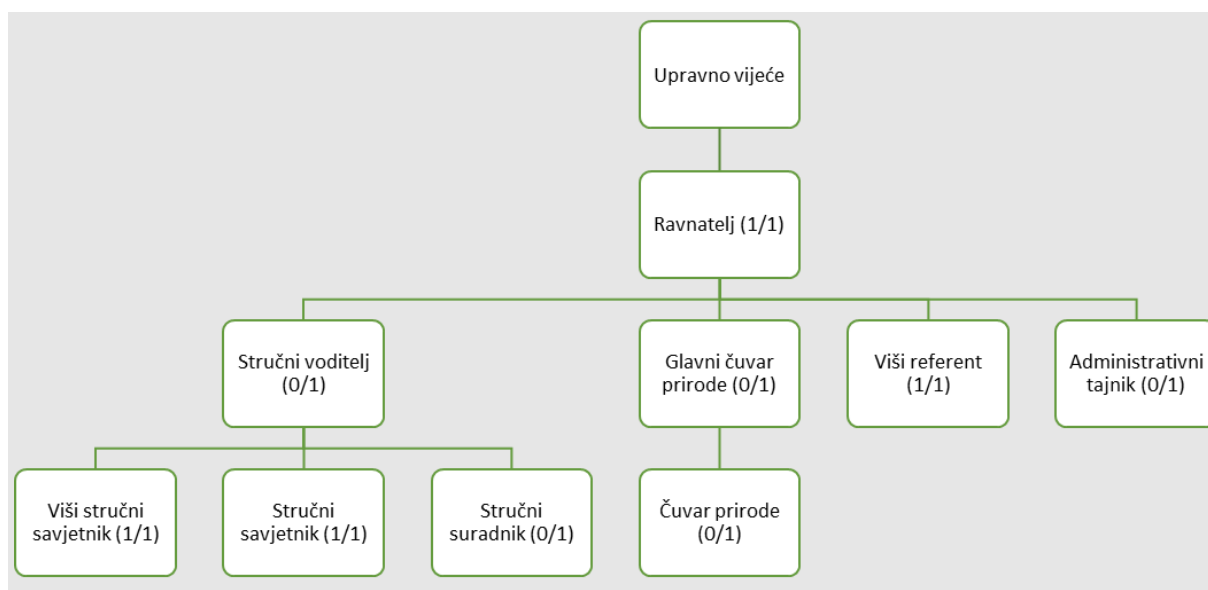 Upravno vijeće
Ravnatelj (1/1)
Stručni voditelj
(0/1)
Glavni čuvar
prirode (0/1)
Viši referent
(1/1)
Administrativni
tajnik (0/1)
Viši stručni
savjetnik (1/1)
Stručni
savjetnik (1/1)
Stručni
suradnik (0/1)
Čuvar prirode
(0/1)